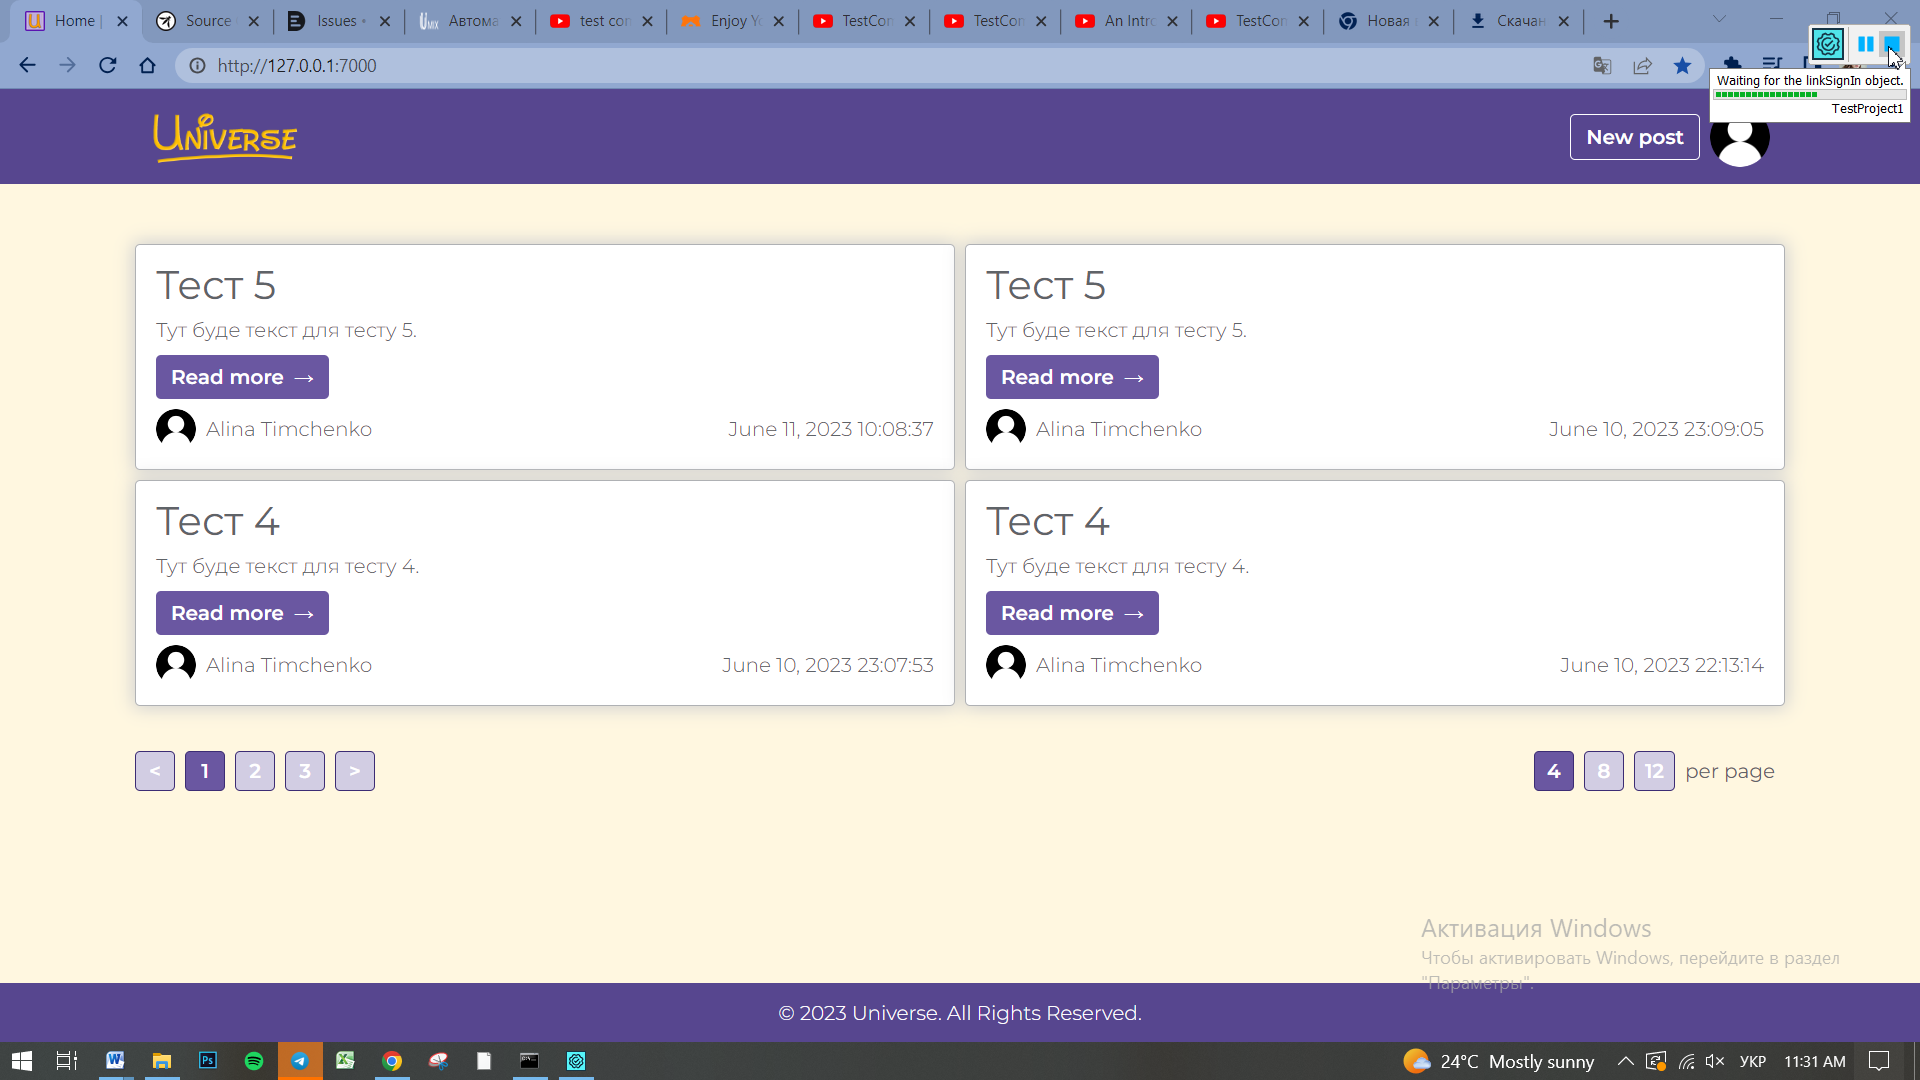 Home |
Source
Issues •
Автома
test con
Enjoy Yo
TestCon
TestCon
An Intro
TestCon
Новая
Скачан
http://127.0.0.1:7000
Waiting for the linkSignIn object.
TestProject1
Universe
New post
Тест 5
Тут буде текст для тесту 5.
Read more →
Alina Timchenko
June 11, 2023 10:08:37
Тест 5
Тут буде текст для тесту 5.
Read more →
Alina Timchenko
June 10, 2023 23:09:05
Тест 4
Тут буде текст для тесту 4.
Read more →
Alina Timchenko
June 10, 2023 23:07:53
Тест 4
Тут буде текст для тесту 4.
Read more →
Alina Timchenko
June 10, 2023 22:13:14
< 1 2 3 >
4 8 12 per page
Активация Windows
Чтобы активировать Windows, перейдите в раздел
"Параметры".
© 2023 Universe. All Rights Reserved.
24°C Mostly sunny
УКР
11:31 AM